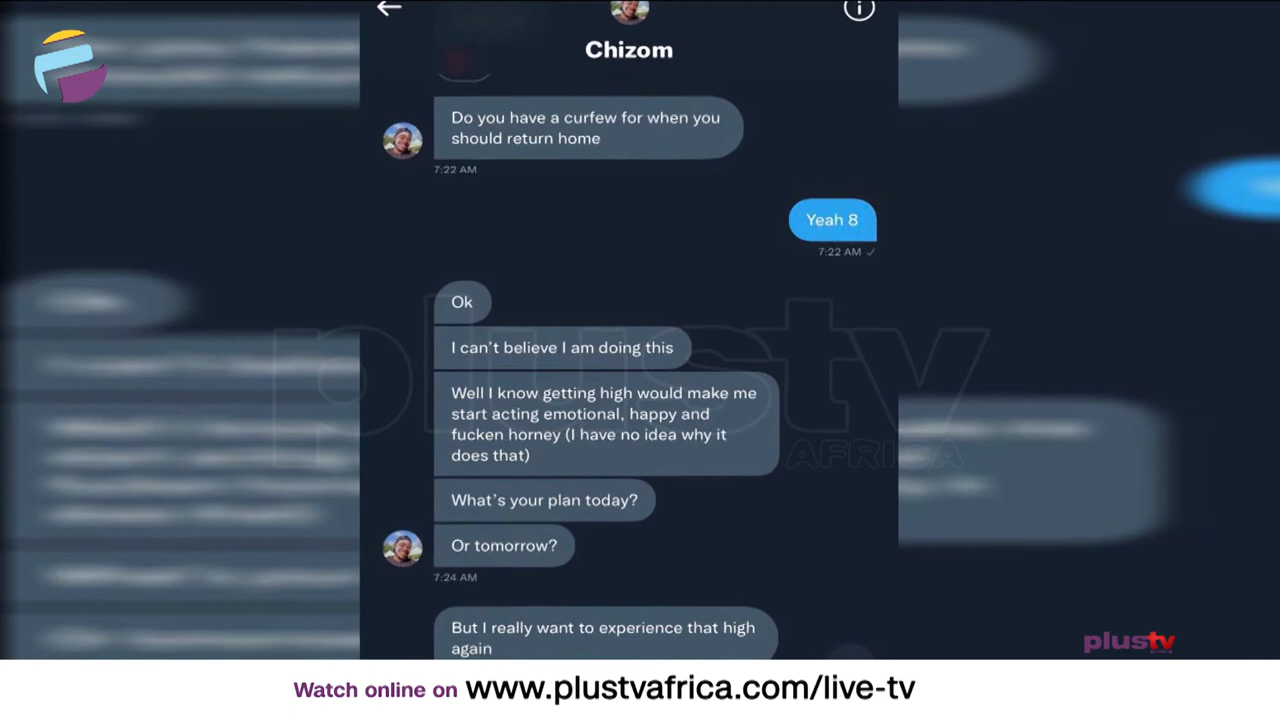 Chizom
Do you have a curfew for when you
should return home
7:22 AM
Yeah 8
7:22 AM
Ok
I can't believe I am doing this
Well I know getting high would make me
start acting emotional, happy and
fucken horney (I have no idea why it
does that)
What's your plan today?
Or tomorrow?
7:24 AM
But I really want to experience that high
again
plustv
AFRICA
plustv
Watch online on www.plustvafrica.com/live-tv